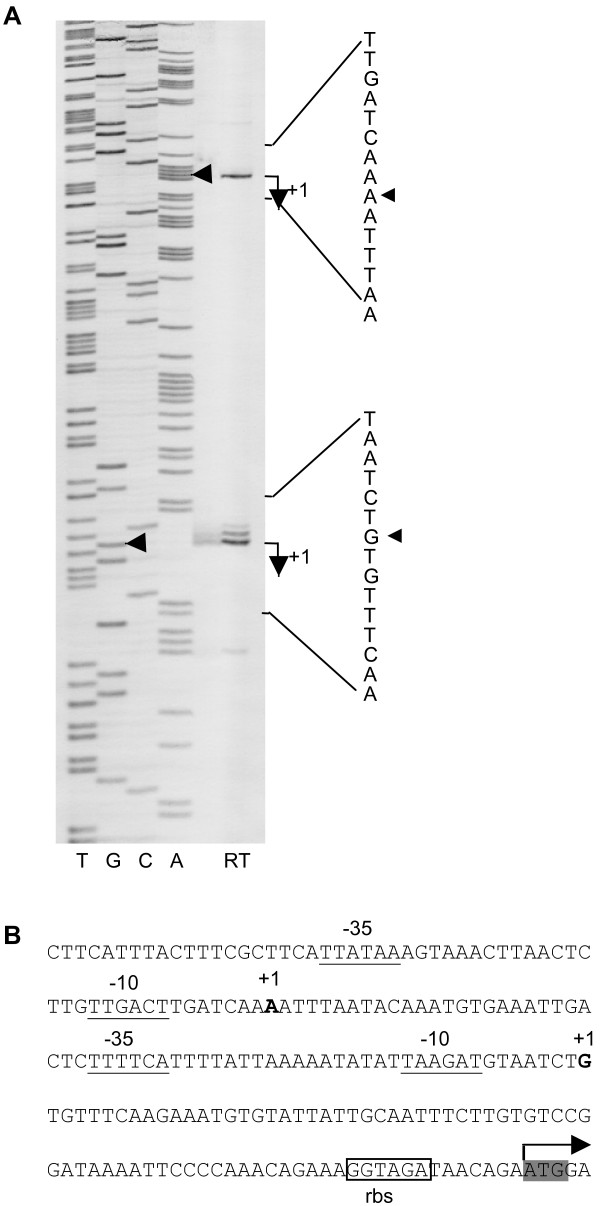 A
T
T
G
A
T
C
A
A
A
A
T
T
T
A
A
+1
T
A
A
T
C
T
G
T
G
T
T
T
C
A
A
+1
T G C A RT
B
-35
CTTCATTTACTTTCGCTTCATTATAAAGTAAACTTAACTC
-10 +1
TTGTTGACTTGATCAAAATTTAATACAAATGTGAAATTGA
-35 -10 +1
CTCTTTTCATTTTATTAAAAATATATTAAGATGTAATCTG
TGTTTCAAGAAATGTGTATTATTGCAATTTCTTGTGTCCG
GATAAAATTCCCCAAACAGAAAGGTAGATAACAGAATGGA
rbs